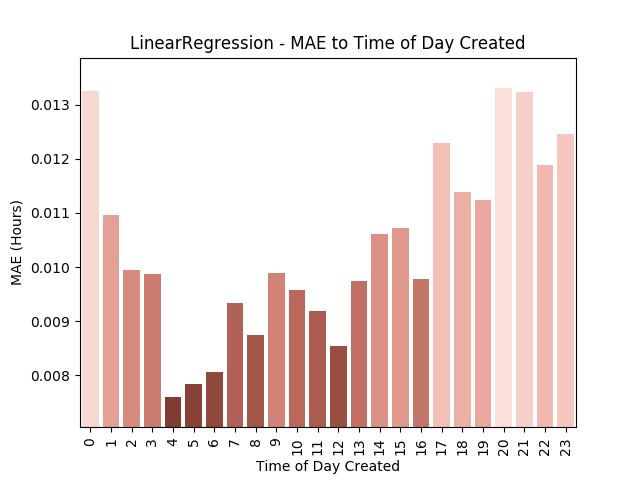 LinearRegression - MAE to Time of Day Created
MAE (Hours)
0.013
0.012
0.011
0.010
0.009
0.008
0 1 2 3 4 5 6 7 8 9 10 11 12 13 14 15 16 17 18 19 20 21 22 23
Time of Day Created